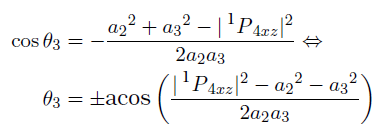 cos θ₃ = − (a₂² + a₃² − |¹P₄ₓz|²) / (2a₂a₃) ⇔
θ₃ = ±acos ( (|¹P₄ₓz|² − a₂² − a₃²) / (2a₂a₃) )